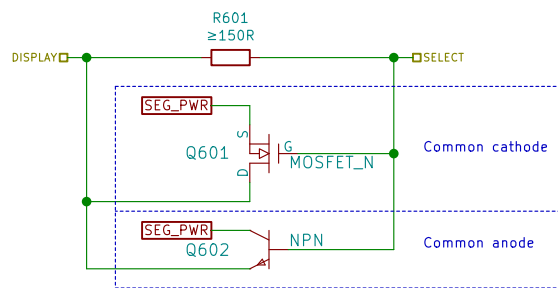 R601
≥150R
DISPLAY
SELECT
SEG_PWR
S
Q601
G
MOSFET_N
D
Common cathode
SEG_PWR
Q602
NPN
Common anode